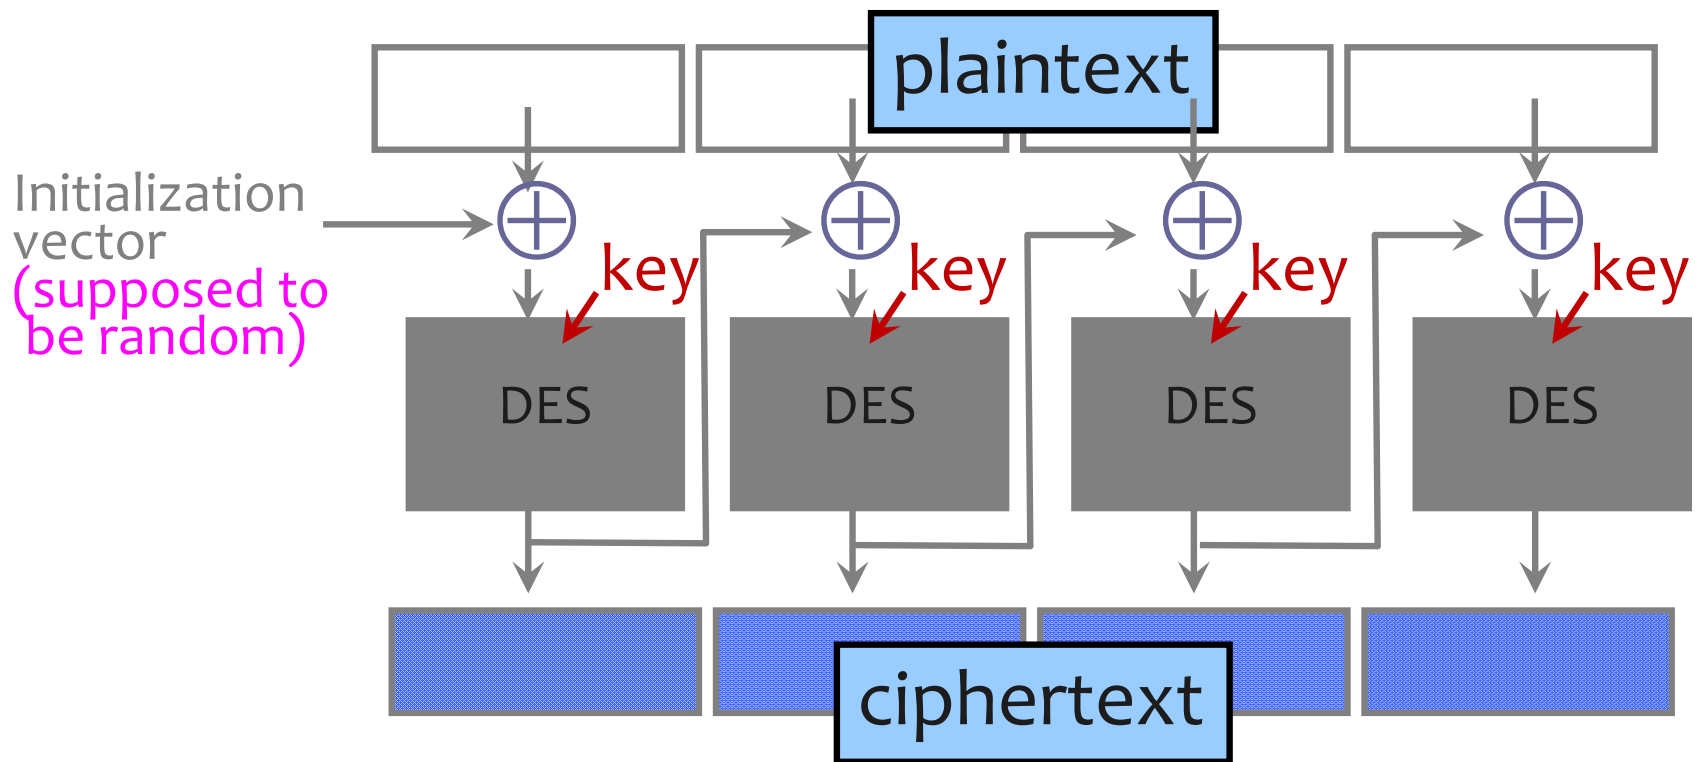 plaintext
Initialization
vector
(supposed to
be random)
key
key
key
key
DES
DES
DES
DES
ciphertext